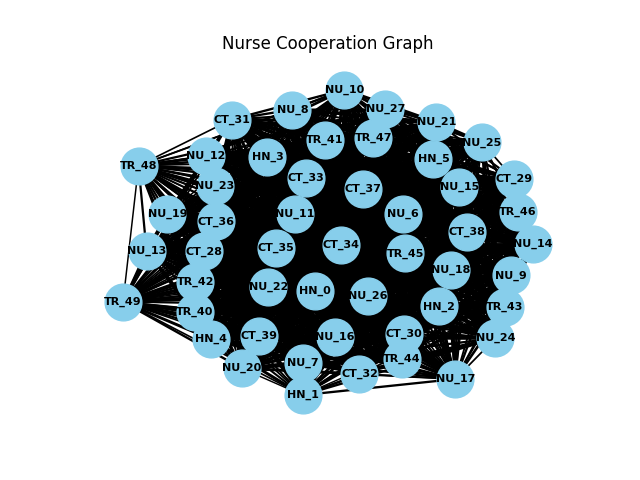 Nurse Cooperation Graph
NU_10
NU_8
NU_27
CT_31
NU_21
TR_41
TR_47
NU_25
NU_12
HN_3
HN_5
TR_48
CT_33
CT_29
NU_23
CT_37
NU_15
NU_19
NU_11
NU_6
TR_46
CT_36
CT_38
NU_14
NU_13
CT_28
CT_35
CT_34
TR_45
NU_18
NU_9
TR_42
NU_22
HN_0
NU_26
TR_49
HN_2
TR_43
TR_40
HN_4
CT_39
NU_16
CT_30
NU_24
NU_20
NU_7
TR_44
CT_32
NU_17
HN_1